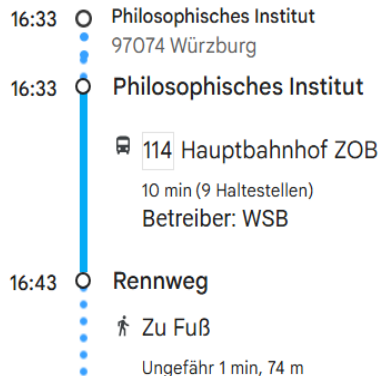 16:33 Philosophisches Institut
97074 Würzburg
16:33 Philosophisches Institut
114 Hauptbahnhof ZOB
10 min (9 Haltestellen)
Betreiber: WSB
16:43 Rennweg
Zu Fuß
Ungefähr 1 min, 74 m